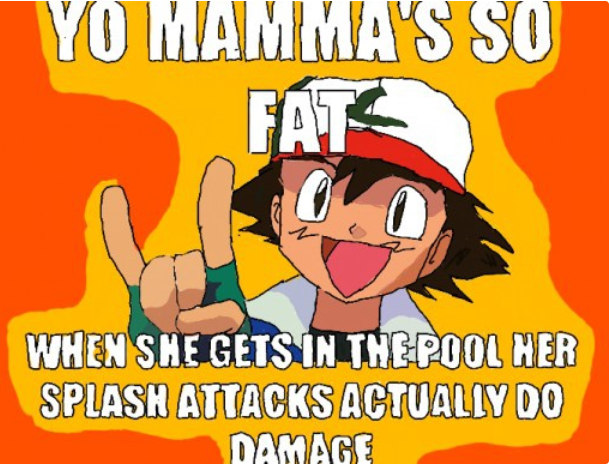 YO MAMMA'S SO
FAT
WHEN SHE GETS IN THE POOL HER
SPLASH ATTACKS ACTUALLY DO
DAMAGE